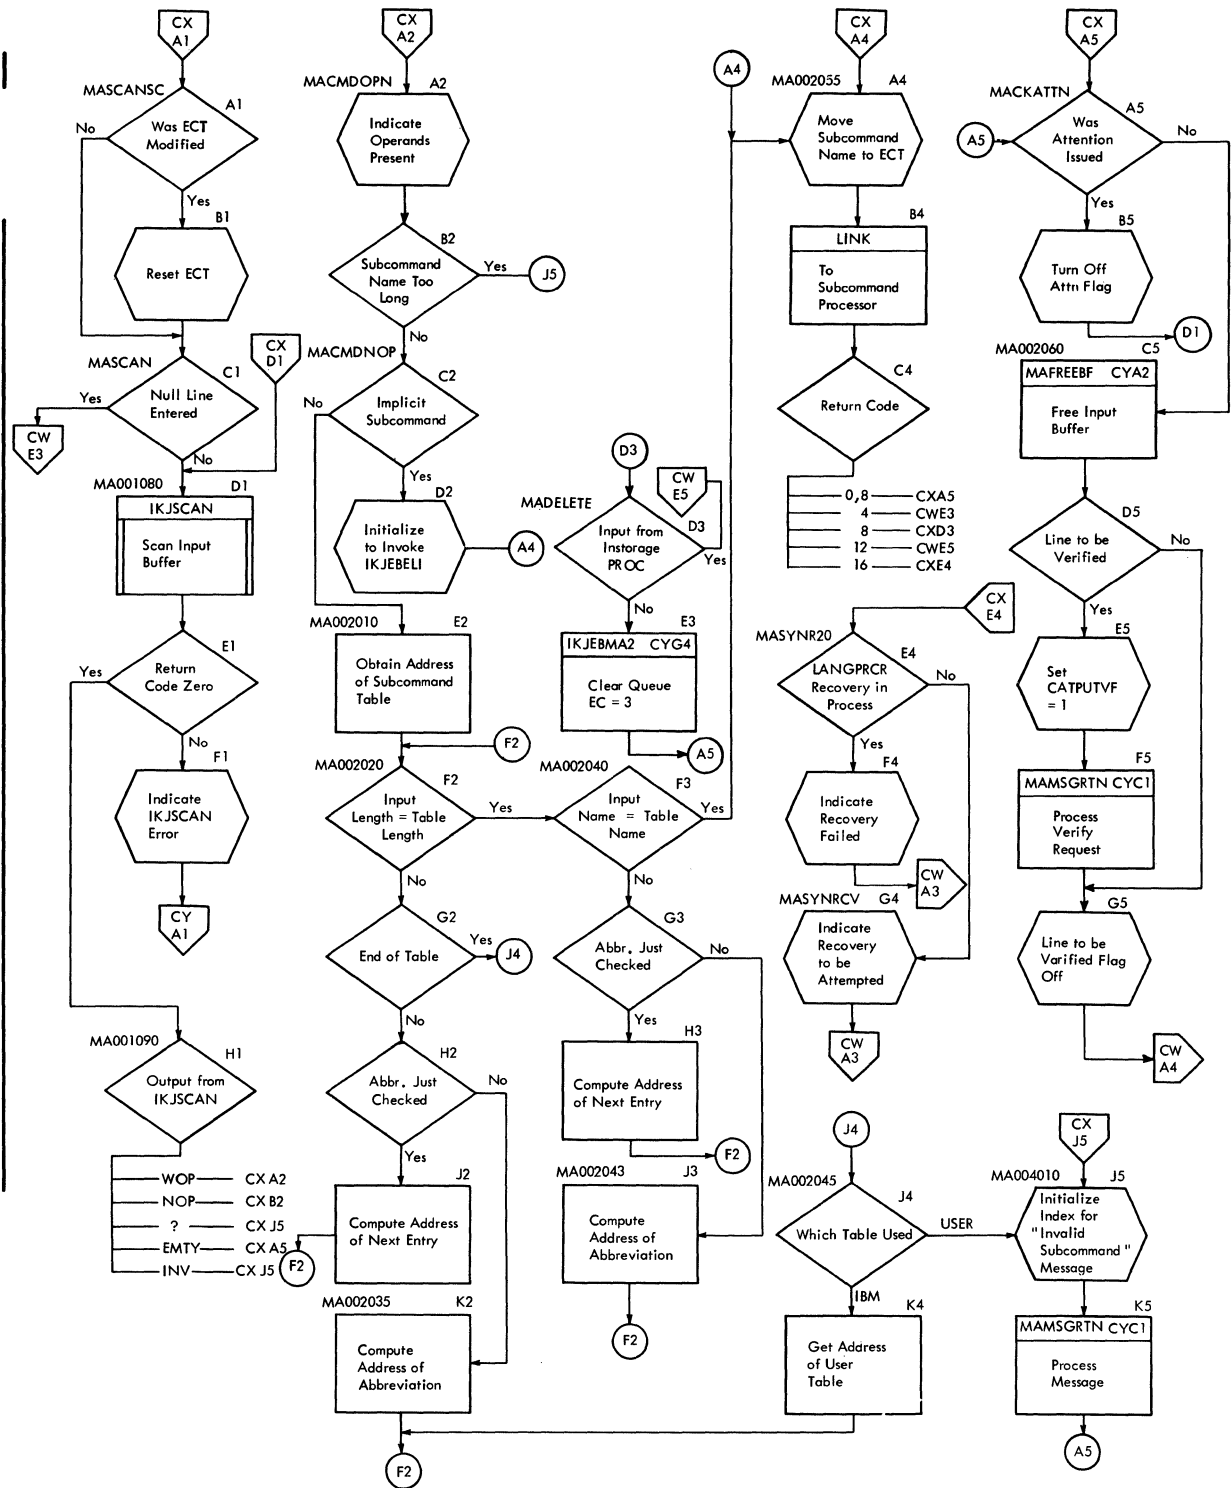 CX
A1
MASCANSC
A1
Was ECT
Modified
No
Yes
B1
Reset ECT
CX
D1
MASCAN
C1
Null Line
Entered
Yes
CW
E3
No
MA001080
D1
IKJSCAN
Scan Input
Buffer
E1
Return
Code Zero
Yes
No
F1
Indicate
IKJSCAN
Error
CY
A1
MA001090
H1
Output from
IKJSCAN
WOP CX A2
NOP CX B2
? CX J5
EMTY CX A5
INV CX J5
CX
A2
MACMDOPN
A2
Indicate
Operands
Present
B2
Subcommand
Name Too
Long
Yes
J5
No
MACMDNOP
C2
Implicit
Subcommand
No
Yes
D2
Initialize
to Invoke
IKJEBELI
A4
MA002010
E2
Obtain Address
of Subcommand
Table
F2
MA002020
F2
Input
Length = Table
Length
Yes
No
G2
End of Table
Yes
J4
No
H2
Abbr. Just
Checked
No
Yes
J2
Compute Address
of Next Entry
F2
MA002035
K2
Compute
Address of
Abbreviation
F2
D3
CW
E5
MADELETE
D3
Input from
Instorage
PROC
Yes
No
E3
IKJEBMA2 CYG4
Clear Queue
EC = 3
A5
MA002040
F3
Input
Name = Table
Name
Yes
No
G3
Abbr. Just
Checked
No
Yes
H3
Compute Address
of Next Entry
F2
MA002043
J3
Compute
Address of
Abbreviation
F2
A4
CX
A4
MA002055
A4
Move
Subcommand
Name to ECT
B4
LINK
To
Subcommand
Processor
C4
Return Code
0,8 CXA5
4 CWE3
8 CXD3
12 CWE5
16 CXE4
CX
E4
MASYNR20
E4
LANGPRCR
Recovery in
Process
No
Yes
F4
Indicate
Recovery
Failed
CW
A3
MASYNRCV
G4
Indicate
Recovery
to be
Attempted
CW
A3
J4
MA002045
J4
Which Table Used
USER
IBM
K4
Get Address
of User
Table
CX
A5
MACKATTN
A5
A5
Was
Attention
Issued
No
Yes
B5
Turn Off
Attn Flag
D1
MA002060
C5
MAFREEBF CYA2
Free Input
Buffer
D5
Line to be
Verified
No
Yes
E5
Set
CATPUTVF
= 1
F5
MAMSGRTN CYC1
Process
Verify
Request
G5
Line to be
Varified Flag
Off
CW
A4
CX
J5
MA004010
J5
Initialize
Index for
"Invalid
Subcommand"
Message
K5
MAMSGRTN CYC1
Process
Message
A5